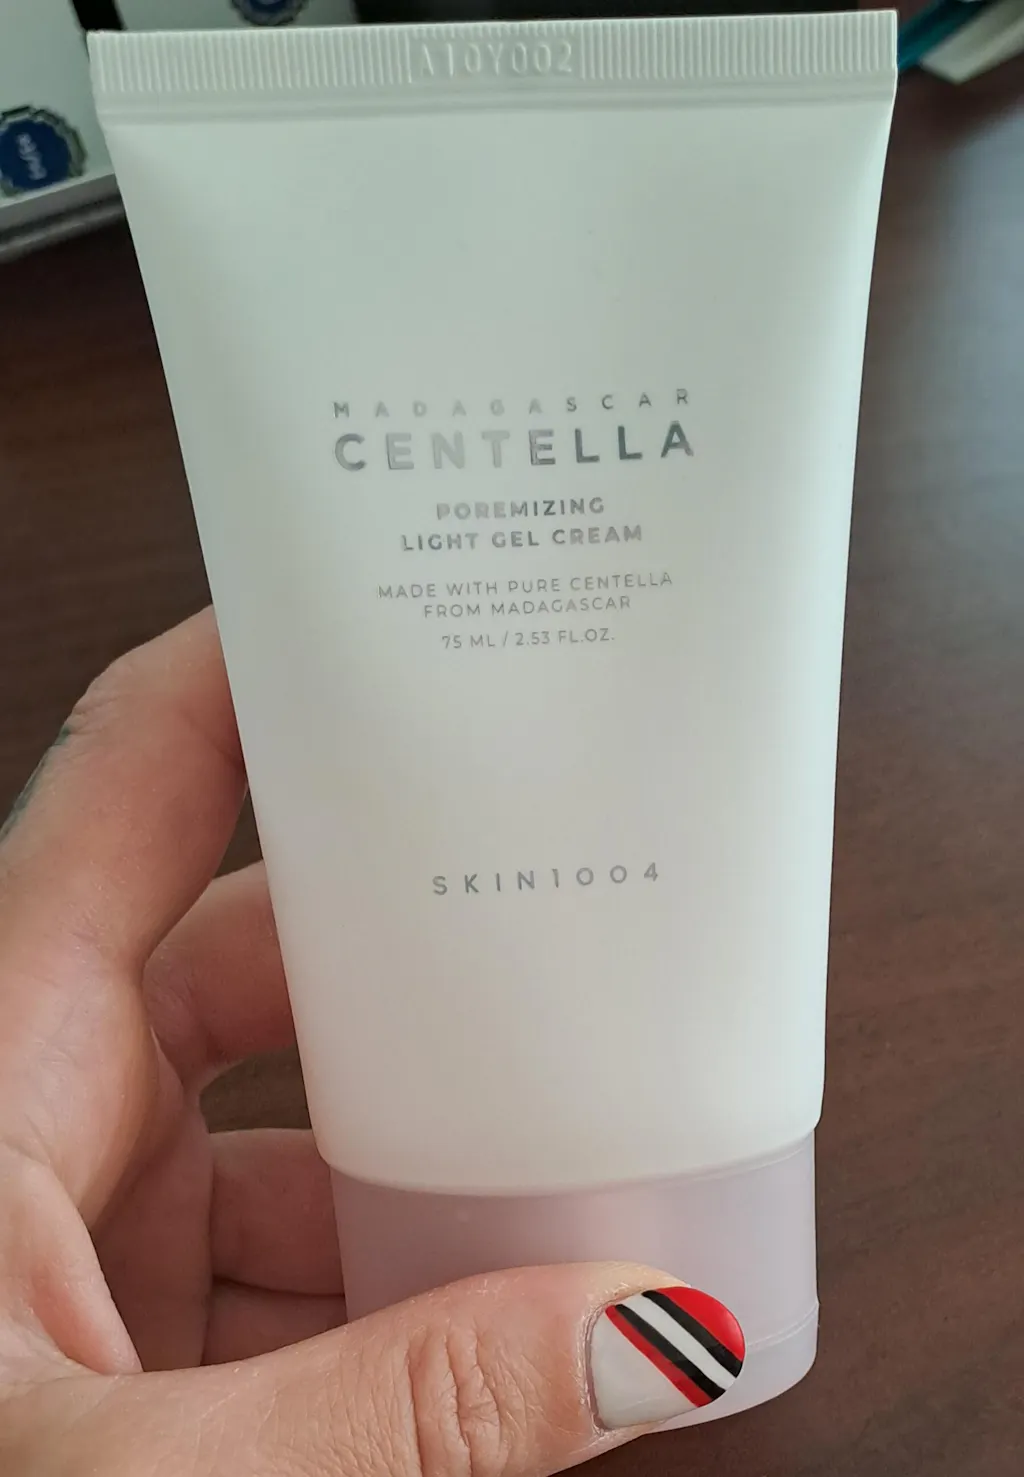 A10Y002
MADAGASCAR
CENTELLA
POREMIZING
LIGHT GEL CREAM
MADE WITH PURE CENTELLA
FROM MADAGASCAR
75 ML / 2.53 FL.OZ.
SKIN1004